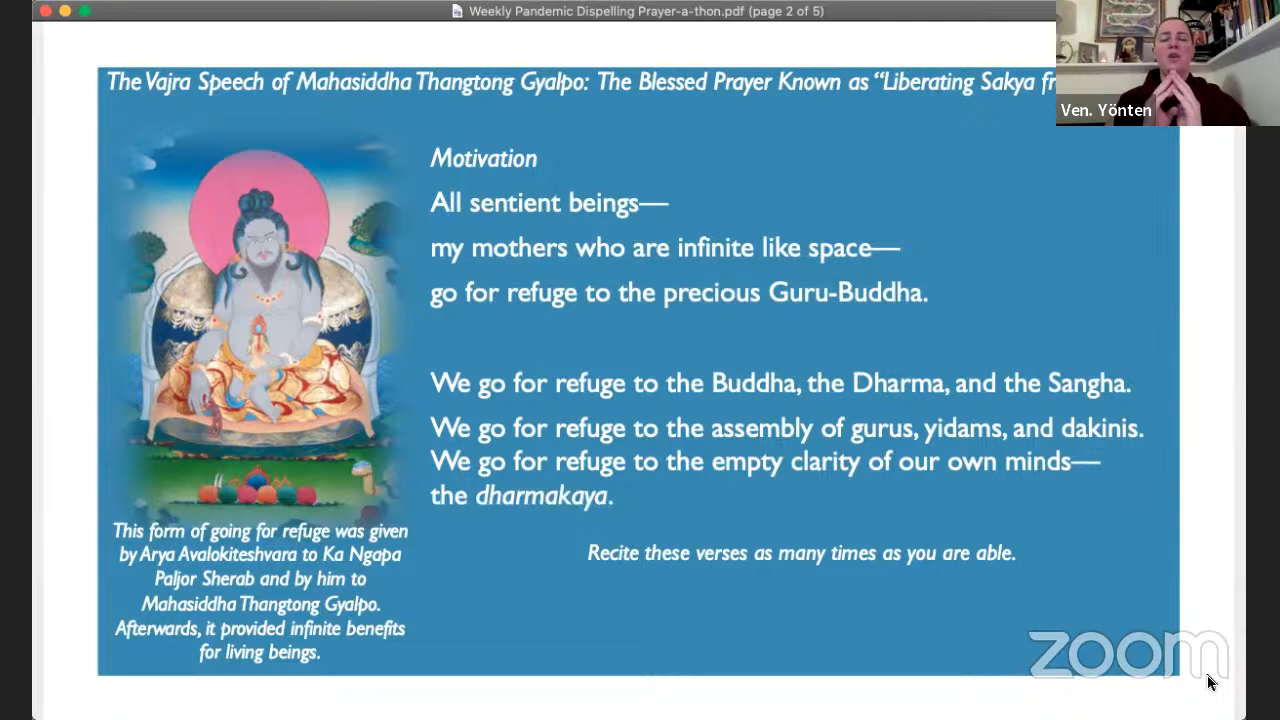 Weekly Pandemic Dispelling Prayer-a-thon.pdf (page 2 of 5)
Ven. Yönten
The Vajra Speech of Mahasiddha Thangtong Gyalpo: The Blessed Prayer Known as “Liberating Sakya
Motivation
All sentient beings—
my mothers who are infinite like space—
go for refuge to the precious Guru-Buddha.
We go for refuge to the Buddha, the Dharma, and the Sangha.
We go for refuge to the assembly of gurus, yidams, and dakinis.
We go for refuge to the empty clarity of our own minds—
the dharmakaya.
Recite these verses as many times as you are able.
This form of going for refuge was given
by Arya Avalokiteshvara to Ka Ngapa
Paljor Sherab and by him to
Mahasiddha Thangtong Gyalpo.
Afterwards, it provided infinite benefits
for living beings.
zoom